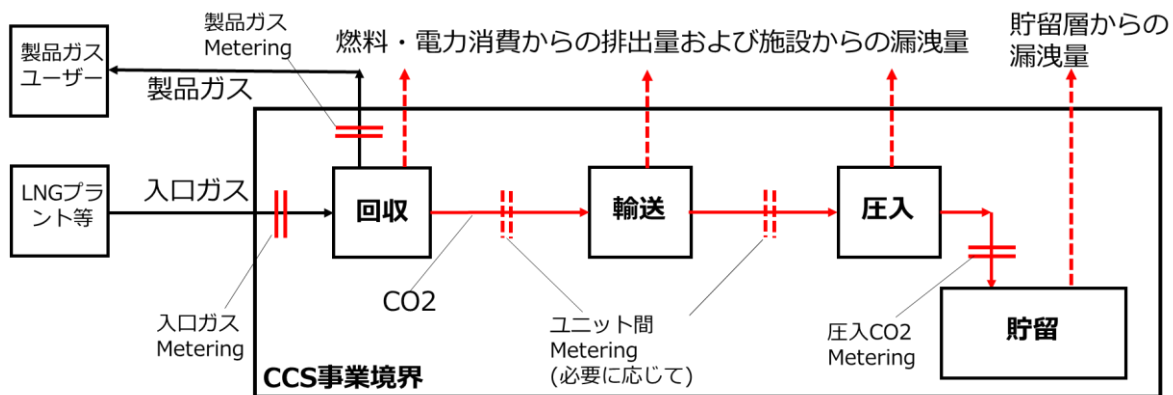 製品ガス
Metering
燃料・電力消費からの排出量および施設からの漏洩量
貯留層からの
漏洩量
製品ガス
ユーザー
製品ガス
LNGプラ
ント等
入口ガス
回収
輸送
圧入
CO2
入口ガス
Metering
ユニット間
Metering
(必要に応じて)
圧入CO2
Metering
貯留
CCS事業境界